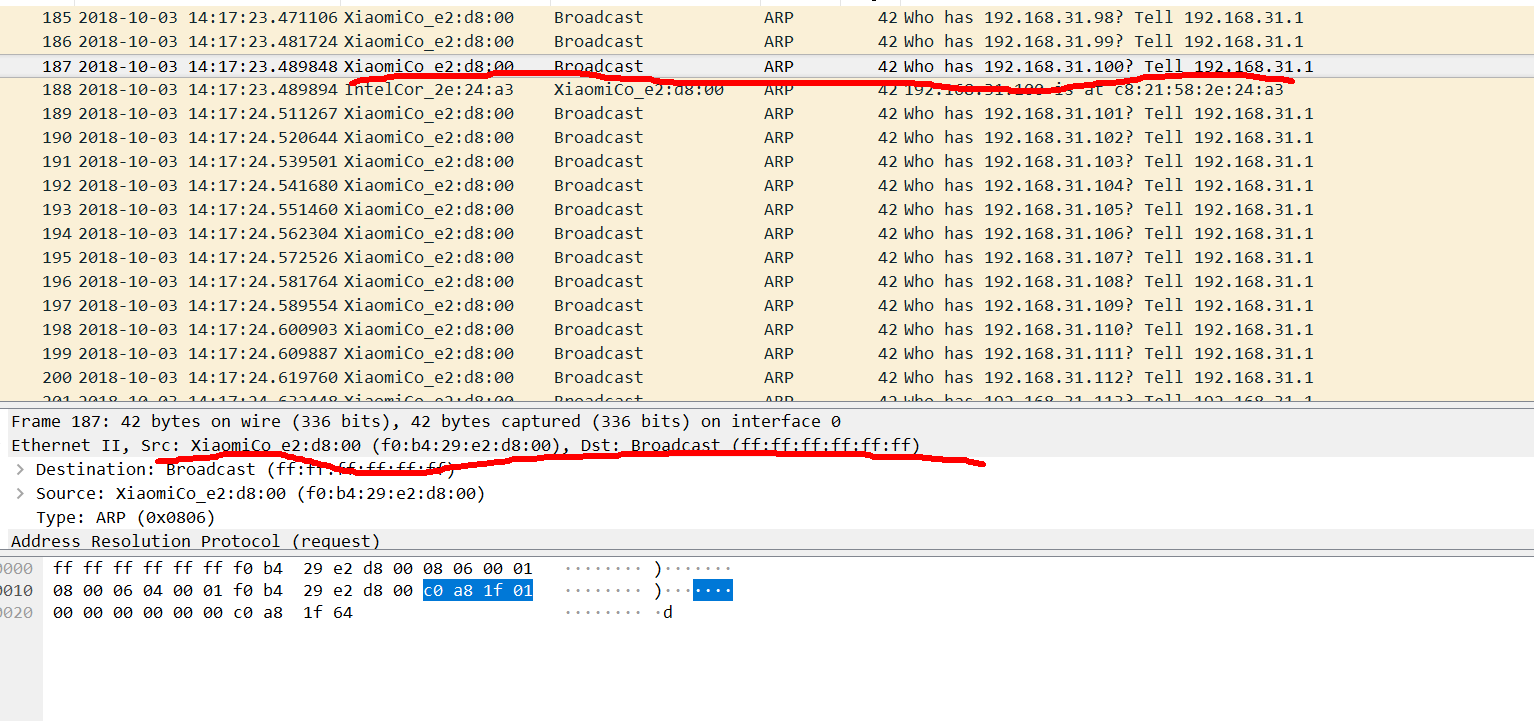 185 2018-10-03 14:17:23.471106 XiaomiCo_e2:d8:00 Broadcast ARP 42 Who has 192.168.31.98? Tell 192.168.31.1
186 2018-10-03 14:17:23.481724 XiaomiCo_e2:d8:00 Broadcast ARP 42 Who has 192.168.31.99? Tell 192.168.31.1
187 2018-10-03 14:17:23.489848 XiaomiCo_e2:d8:00 Broadcast ARP 42 Who has 192.168.31.100? Tell 192.168.31.1
188 2018-10-03 14:17:23.489894 IntelCor_2e:24:a3 XiaomiCo_e2:d8:00 ARP 42 192.168.31.100 is at c8:21:58:2e:24:a3
189 2018-10-03 14:17:24.511267 XiaomiCo_e2:d8:00 Broadcast ARP 42 Who has 192.168.31.101? Tell 192.168.31.1
190 2018-10-03 14:17:24.520644 XiaomiCo_e2:d8:00 Broadcast ARP 42 Who has 192.168.31.102? Tell 192.168.31.1
191 2018-10-03 14:17:24.539501 XiaomiCo_e2:d8:00 Broadcast ARP 42 Who has 192.168.31.103? Tell 192.168.31.1
192 2018-10-03 14:17:24.541680 XiaomiCo_e2:d8:00 Broadcast ARP 42 Who has 192.168.31.104? Tell 192.168.31.1
193 2018-10-03 14:17:24.551460 XiaomiCo_e2:d8:00 Broadcast ARP 42 Who has 192.168.31.105? Tell 192.168.31.1
194 2018-10-03 14:17:24.562304 XiaomiCo_e2:d8:00 Broadcast ARP 42 Who has 192.168.31.106? Tell 192.168.31.1
195 2018-10-03 14:17:24.572526 XiaomiCo_e2:d8:00 Broadcast ARP 42 Who has 192.168.31.107? Tell 192.168.31.1
196 2018-10-03 14:17:24.581764 XiaomiCo_e2:d8:00 Broadcast ARP 42 Who has 192.168.31.108? Tell 192.168.31.1
197 2018-10-03 14:17:24.589554 XiaomiCo_e2:d8:00 Broadcast ARP 42 Who has 192.168.31.109? Tell 192.168.31.1
198 2018-10-03 14:17:24.600903 XiaomiCo_e2:d8:00 Broadcast ARP 42 Who has 192.168.31.110? Tell 192.168.31.1
199 2018-10-03 14:17:24.609887 XiaomiCo_e2:d8:00 Broadcast ARP 42 Who has 192.168.31.111? Tell 192.168.31.1
200 2018-10-03 14:17:24.619760 XiaomiCo_e2:d8:00 Broadcast ARP 42 Who has 192.168.31.112? Tell 192.168.31.1
Frame 187: 42 bytes on wire (336 bits), 42 bytes captured (336 bits) on interface 0
Ethernet II, Src: XiaomiCo_e2:d8:00 (f0:b4:29:e2:d8:00), Dst: Broadcast (ff:ff:ff:ff:ff:ff)
Destination: Broadcast (ff:ff:ff:ff:ff:ff)
Source: XiaomiCo_e2:d8:00 (f0:b4:29:e2:d8:00)
Type: ARP (0x0806)
Address Resolution Protocol (request)
0000 ff ff ff ff ff ff f0 b4 29 e2 d8 00 08 06 00 01 ········ )·······
0010 08 00 06 04 00 01 f0 b4 29 e2 d8 00 c0 a8 1f 01 ········ )·······
0020 00 00 00 00 00 00 c0 a8 1f 64 ········ ·d